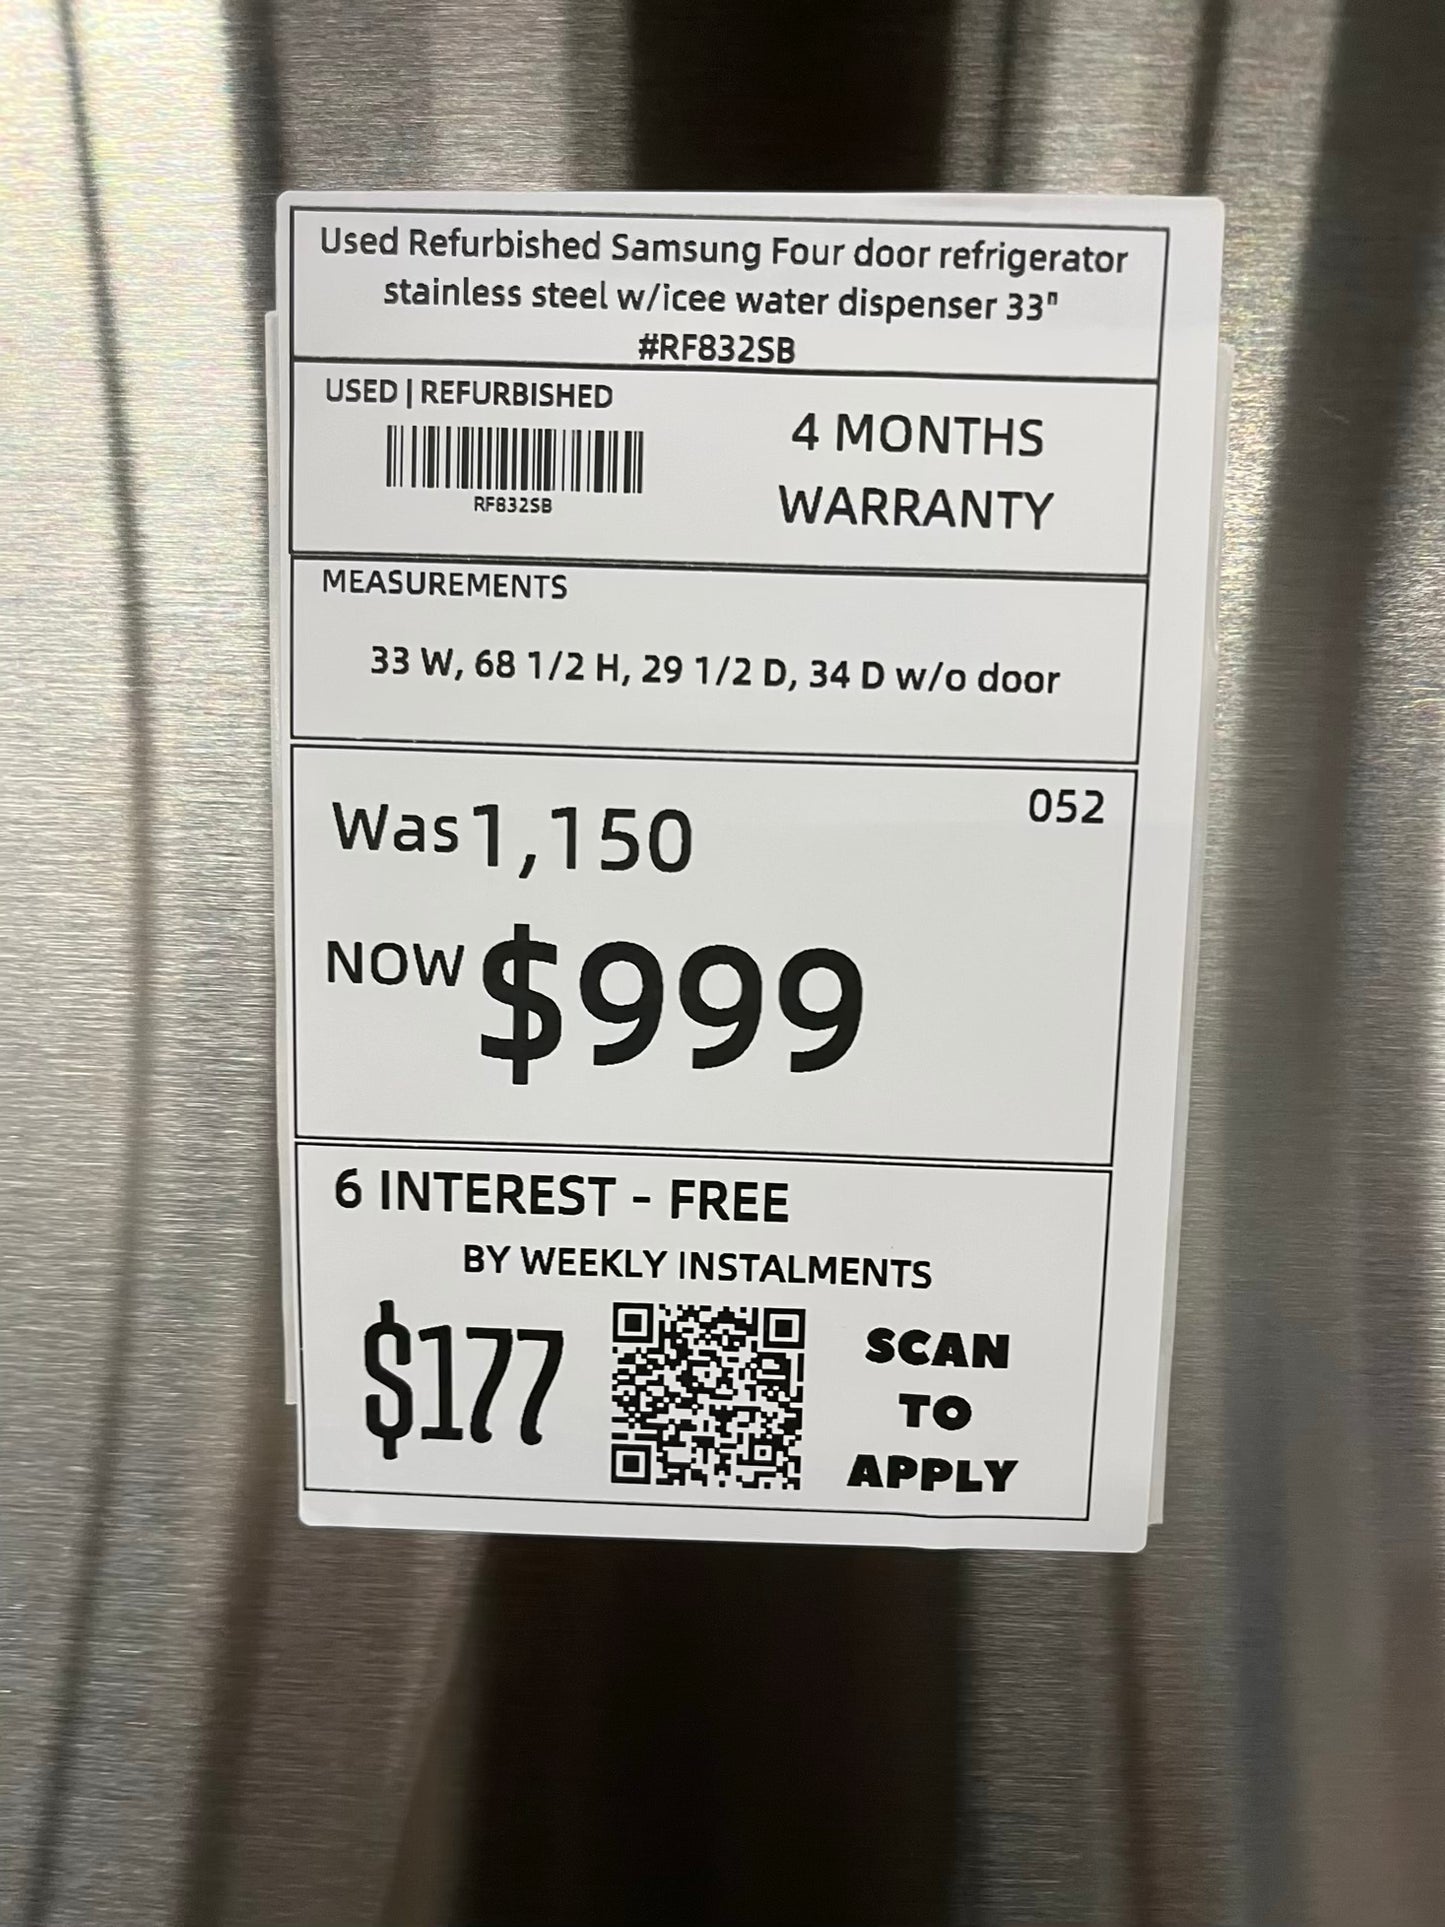 Used Refurbished Samsung Four door refrigerator
stainless steel w/icee water dispenser 33"
#RF832SB
USED | REFURBISHED
RF832SB
4 MONTHS
WARRANTY
MEASUREMENTS
33 W, 68 1/2 H, 29 1/2 D, 34 D w/o door
052
Was 1,150
NOW $999
6 INTEREST - FREE
BY WEEKLY INSTALMENTS
$177
SCAN
TO
APPLY